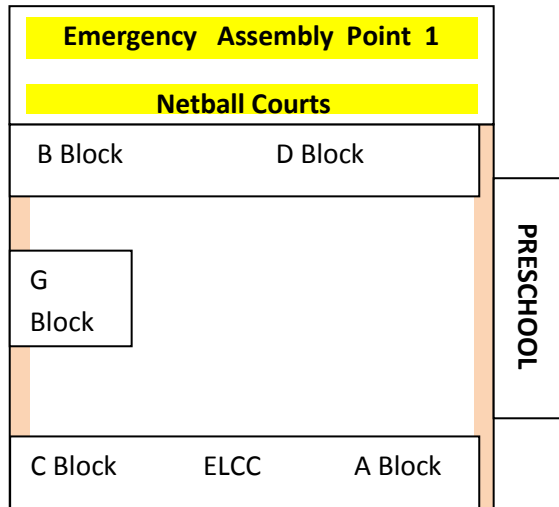 Emergency Assembly Point 1
Netball Courts
B Block D Block
PRESCHOOL
G
Block
C Block ELCC A Block